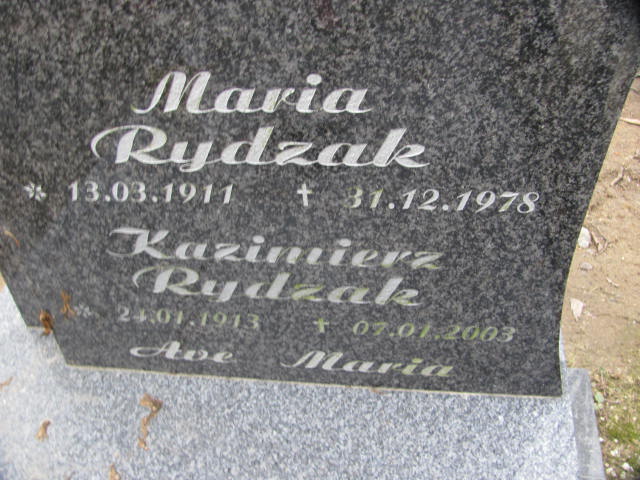 Maria
Rydzak
* 13.03.1911 † 31.12.1978
Kazimierz
Rydzak
* 24.01.1913 † 07.01.2003
Ave Maria